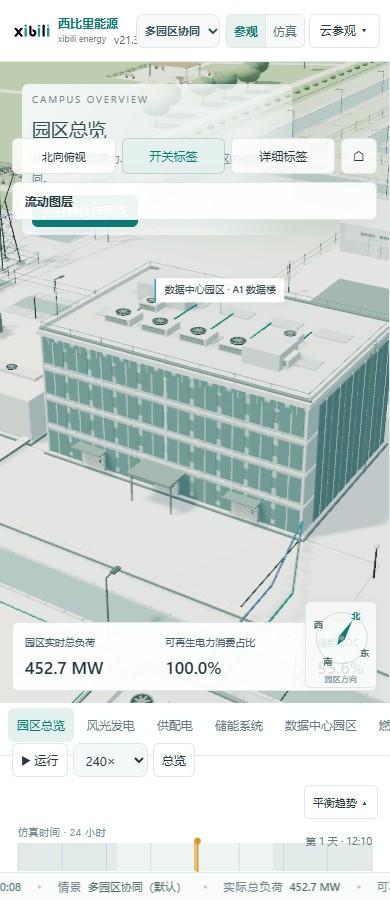 xibili 西比里能源
xibili energy v21.3
多园区协同
参观 仿真
云参观
CAMPUS OVERVIEW
园区总览
北向俯视 开关标签 详细标签
同。
流动图层
数据中心园区 · A1 数据楼
北
西
东
南
园区方向
园区实时总负荷 可再生电力消费占比
452.7 MW 100.0% 55.6%
园区总览 风光发电 供配电 储能系统 数据中心园区 燃
运行 240× 总览
平衡趋势
仿真时间 · 24 小时 第 1 天 · 12:10
0:08 • 情景 多园区协同（默认） • 实际总负荷 452.7 MW • 可